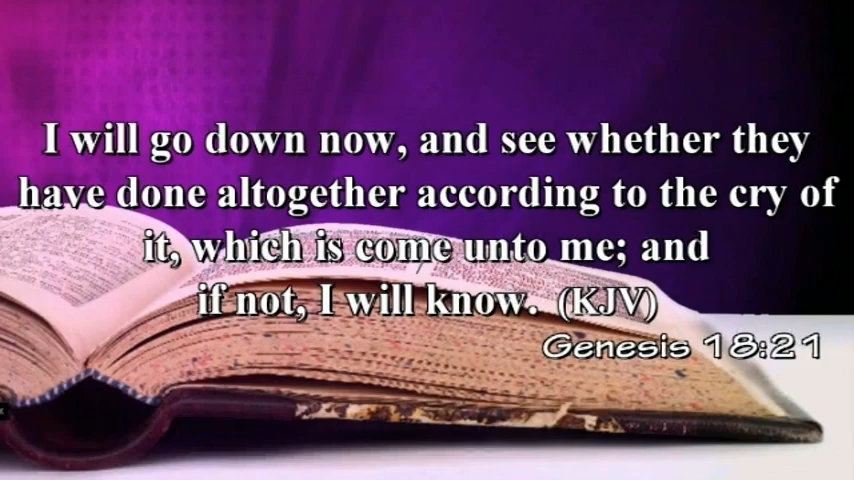 I will go down now, and see whether they
have done altogether according to the cry of
it, which is come unto me; and
if not, I will know. (KJV)
Genesis 18:21